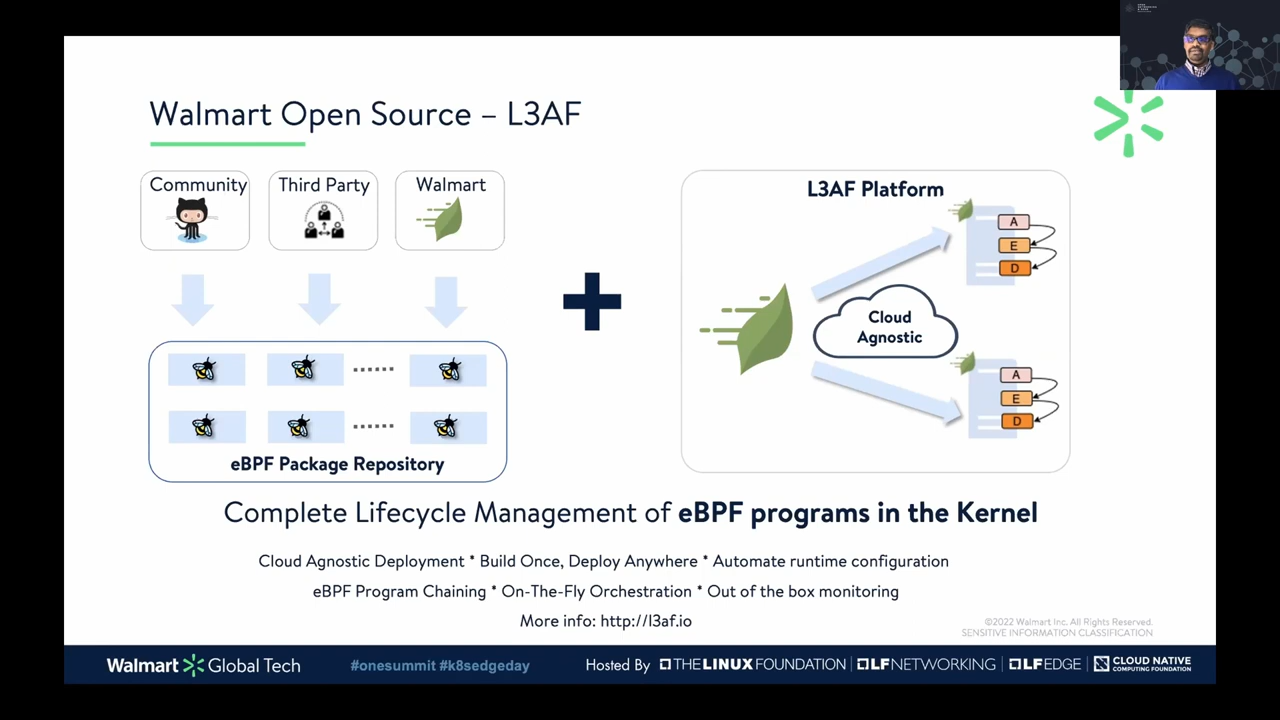 Walmart Open Source – L3AF
Community
Third Party
Walmart
eBPF Package Repository
L3AF Platform
A
E
D
Cloud
Agnostic
A
E
D
Complete Lifecycle Management of eBPF programs in the Kernel
Cloud Agnostic Deployment * Build Once, Deploy Anywhere * Automate runtime configuration
eBPF Program Chaining * On-The-Fly Orchestration * Out of the box monitoring
More info: http://l3af.io
©2022 Walmart Inc. All Rights Reserved.
SENSITIVE INFORMATION CLASSIFICATION
Walmart Global Tech #onesummit #k8sedgeday Hosted By THE LINUX FOUNDATION LFNETWORKING LFEDGE CLOUD NATIVE
COMPUTING FOUNDATION